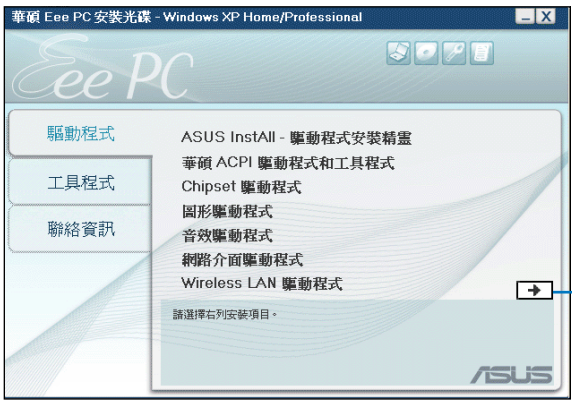 華碩 Eee PC 安裝光碟 - Windows XP Home/Professional
Eee PC
驅動程式
工具程式
聯絡資訊
ASUS InstAll - 驅動程式安裝精靈
華碩 ACPI 驅動程式和工具程式
Chipset 驅動程式
圖形驅動程式
音效驅動程式
網路介面驅動程式
Wireless LAN 驅動程式
請選擇右列安裝項目。
ASUS